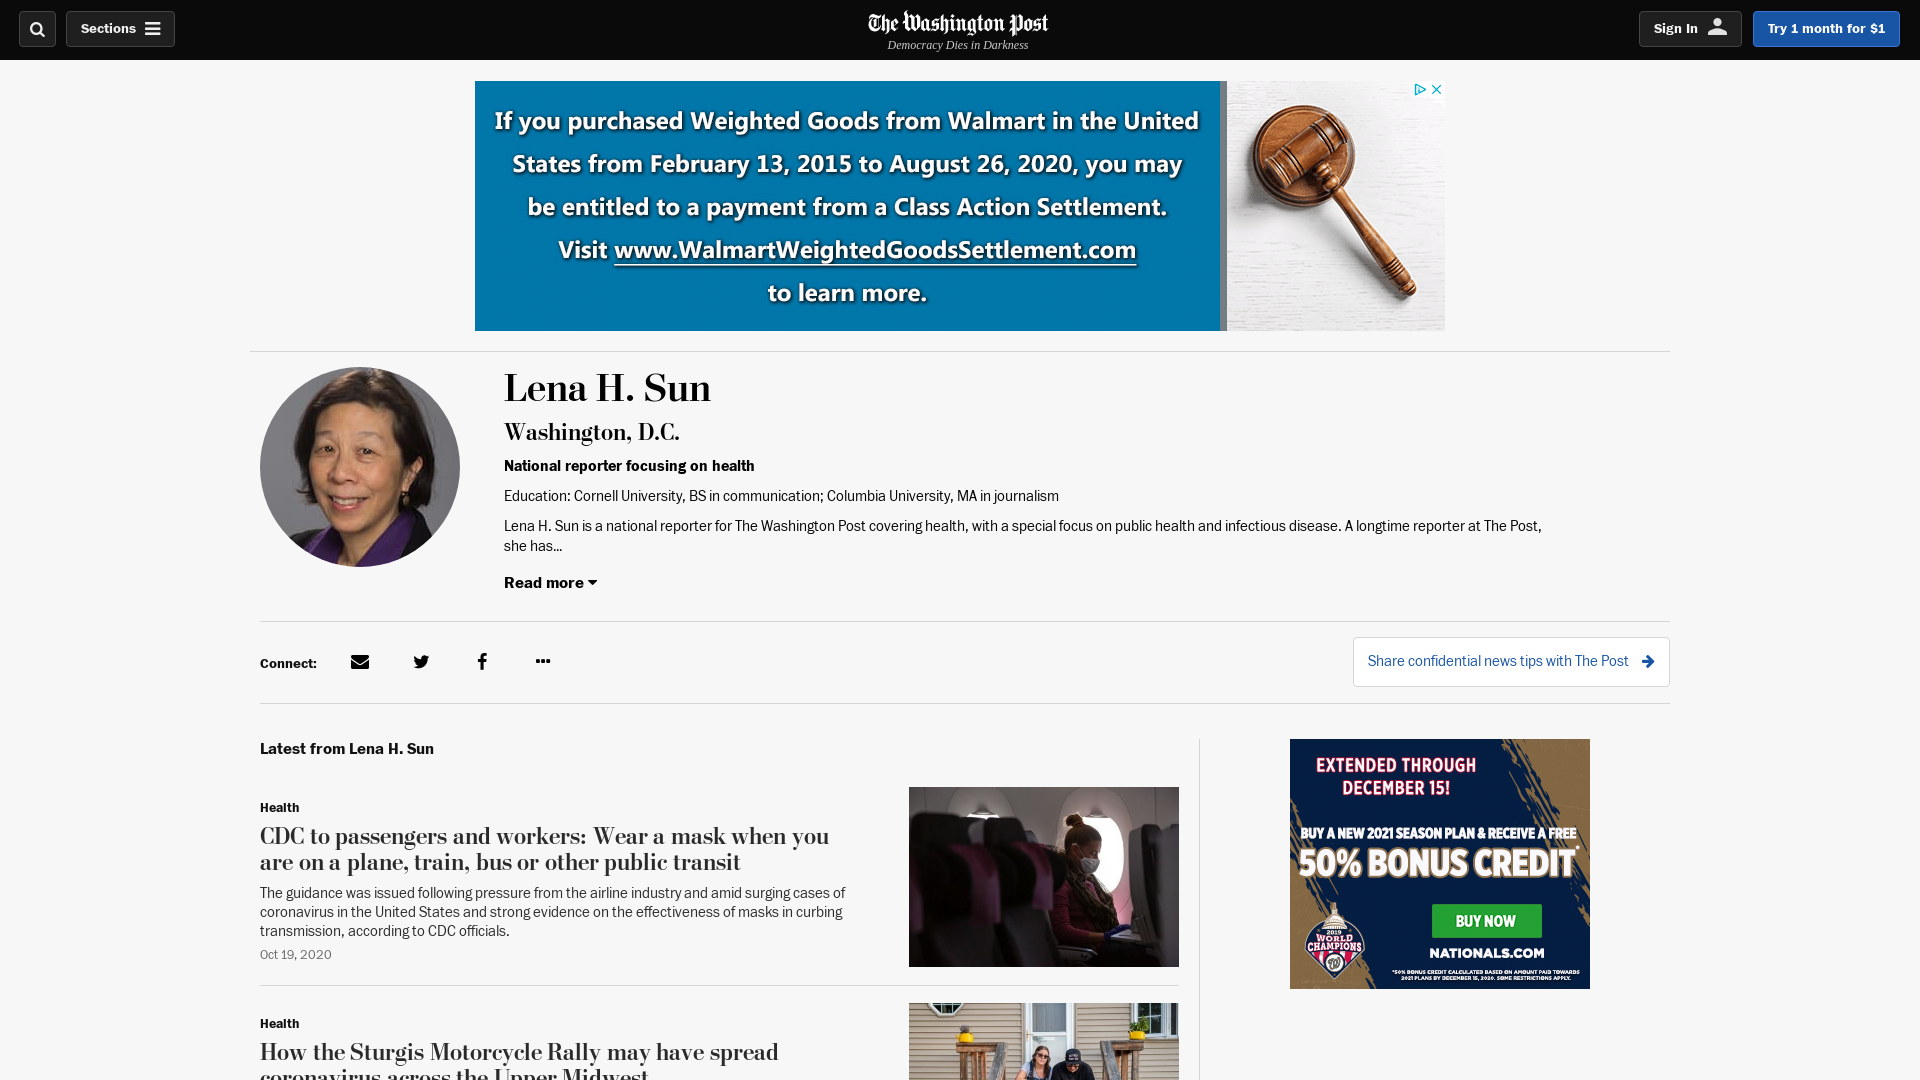 Sections
The Washington Post
Democracy Dies in Darkness
Sign In
Try 1 month for $1
If you purchased Weighted Goods from Walmart in the United
States from February 13, 2015 to August 26, 2020, you may
be entitled to a payment from a Class Action Settlement.
Visit www.WalmartWeightedGoodsSettlement.com
to learn more.
Lena H. Sun
Washington, D.C.
National reporter focusing on health
Education: Cornell University, BS in communication; Columbia University, MA in journalism
Lena H. Sun is a national reporter for The Washington Post covering health, with a special focus on public health and infectious disease. A longtime reporter at The Post,
she has...
Read more
Connect:
Share confidential news tips with The Post
Latest from Lena H. Sun
Health
CDC to passengers and workers: Wear a mask when you
are on a plane, train, bus or other public transit
The guidance was issued following pressure from the airline industry and amid surging cases of
coronavirus in the United States and strong evidence on the effectiveness of masks in curbing
transmission, according to CDC officials.
Oct 19, 2020
Health
How the Sturgis Motorcycle Rally may have spread
coronavirus across the Upper Midwest
EXTENDED THROUGH
DECEMBER 15!
BUY A NEW 2021 SEASON PLAN & RECEIVE A FREE
50% BONUS CREDIT*
BUY NOW
NATIONALS.COM
2019
WORLD
CHAMPIONS
W
*50% BONUS CREDIT CALCULATED BASED ON AMOUNT PAID TOWARDS
2021 PLANS BY DECEMBER 15, 2020. SOME RESTRICTIONS APPLY.